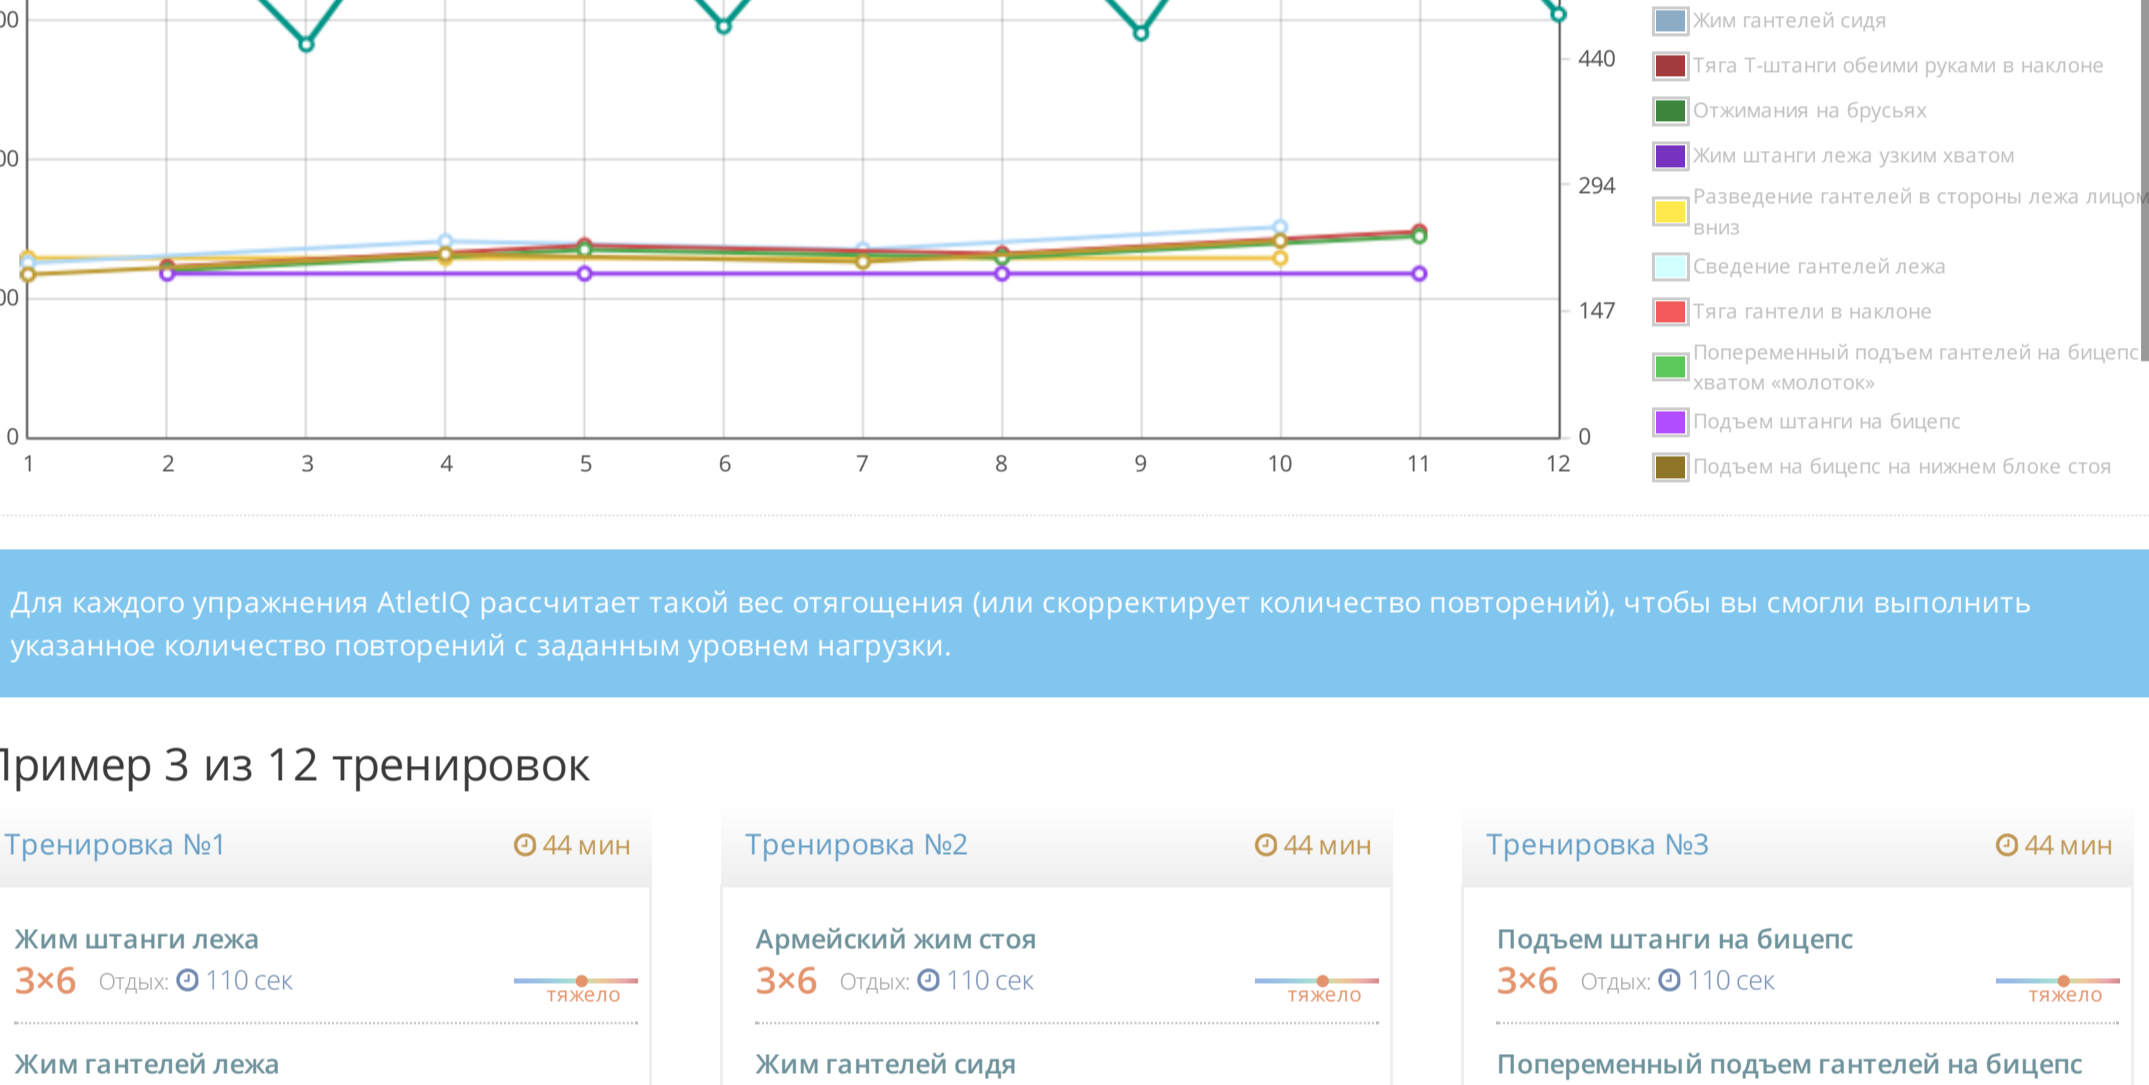 00
Жим гантелей сидя
440
Тяга Т-штанги обеими руками в наклоне
Отжимания на брусьях
00
Жим штанги лежа узким хватом
294
Разведение гантелей в стороны лежа лицом
вниз
Сведение гантелей лежа
00
147
Тяга гантели в наклоне
Попеременный подъем гантелей на бицепс
хватом «молоток»
Подъем штанги на бицепс
0
0
1 2 3 4 5 6 7 8 9 10 11 12
Подъем на бицепс на нижнем блоке стоя
Для каждого упражнения AtletIQ рассчитает такой вес отягощения (или скорректирует количество повторений), чтобы вы смогли выполнить
указанное количество повторений с заданным уровнем нагрузки.
Пример 3 из 12 тренировок
Тренировка №1 44 мин
Жим штанги лежа
3×6 Отдых: 110 сек
тяжело
Жим гантелей лежа
Тренировка №2 44 мин
Армейский жим стоя
3×6 Отдых: 110 сек
тяжело
Жим гантелей сидя
Тренировка №3 44 мин
Подъем штанги на бицепс
3×6 Отдых: 110 сек
тяжело
Попеременный подъем гантелей на бицепс